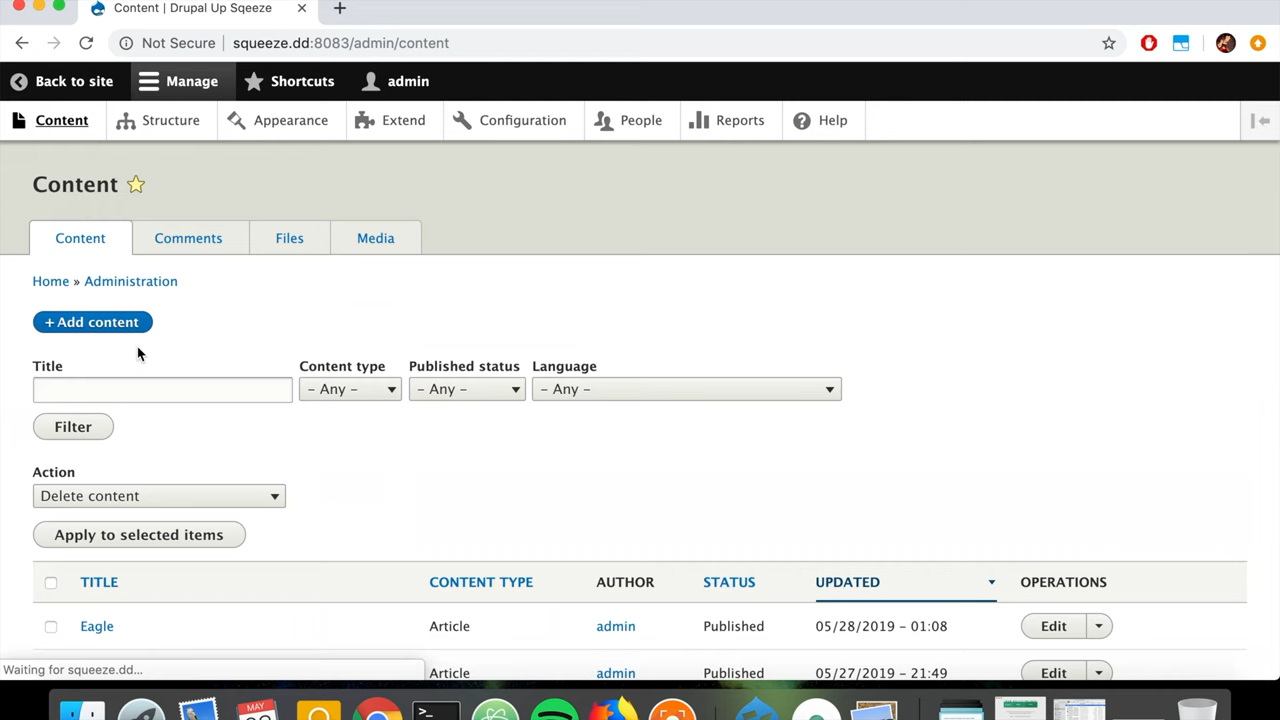 Content | Drupal Up Sqeeze
Not Secure squeeze.dd:8083/admin/content
Back to site Manage Shortcuts admin
Content Structure Appearance Extend Configuration People Reports Help
Content
Content Comments Files Media
Home » Administration
+ Add content
Title Content type Published status Language
- Any - - Any - - Any -
Filter
Action
Delete content
Apply to selected items
TITLE CONTENT TYPE AUTHOR STATUS UPDATED OPERATIONS
Eagle Article admin Published 05/28/2019 - 01:08 Edit
Article admin Published 05/27/2019 - 21:49 Edit
Waiting for squeeze.dd...
MAY